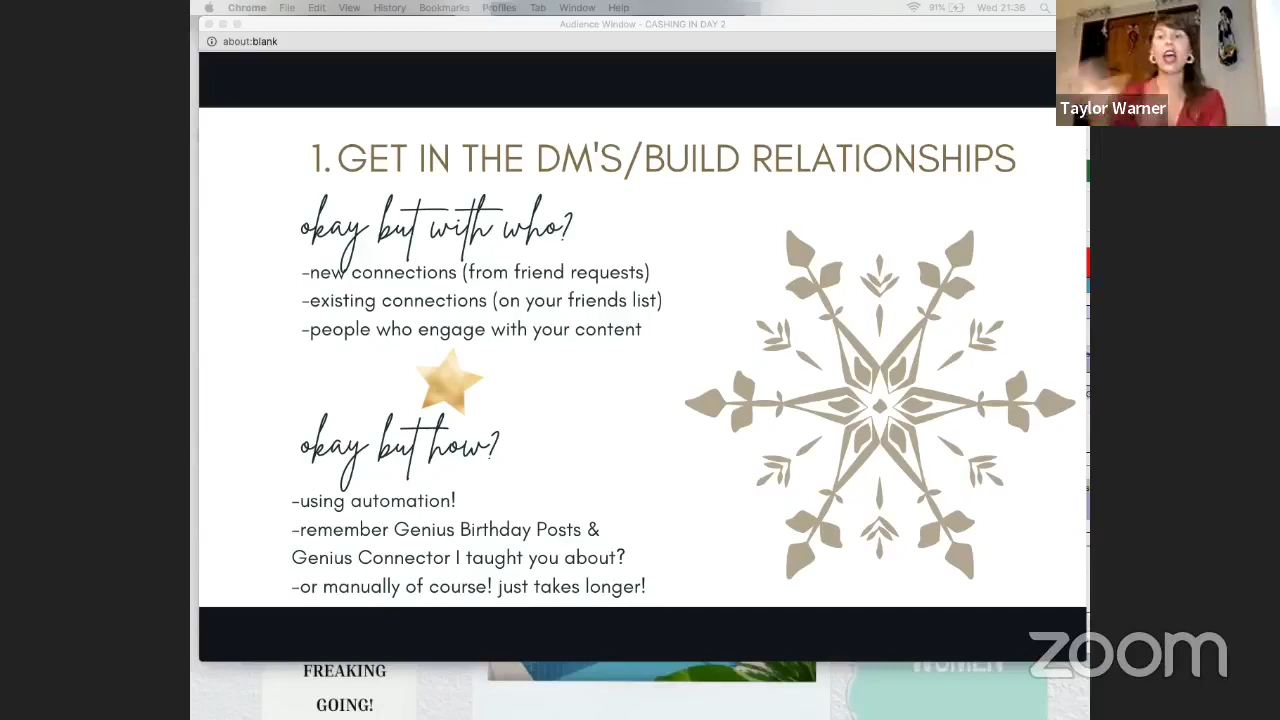 Chrome File Edit View History Bookmarks Profiles Tab Window Help 91% Wed 21:36
Audience Window - CASHING IN DAY 2
about:blank
Taylor Warner
1. GET IN THE DM'S/BUILD RELATIONSHIPS
okay but with who?
-new connections (from friend requests)
-existing connections (on your friends list)
-people who engage with your content
okay but how?
-using automation!
-remember Genius Birthday Posts &
Genius Connector I taught you about?
-or manually of course! just takes longer!
zoom
FREAKING
WOMEN
GOING!